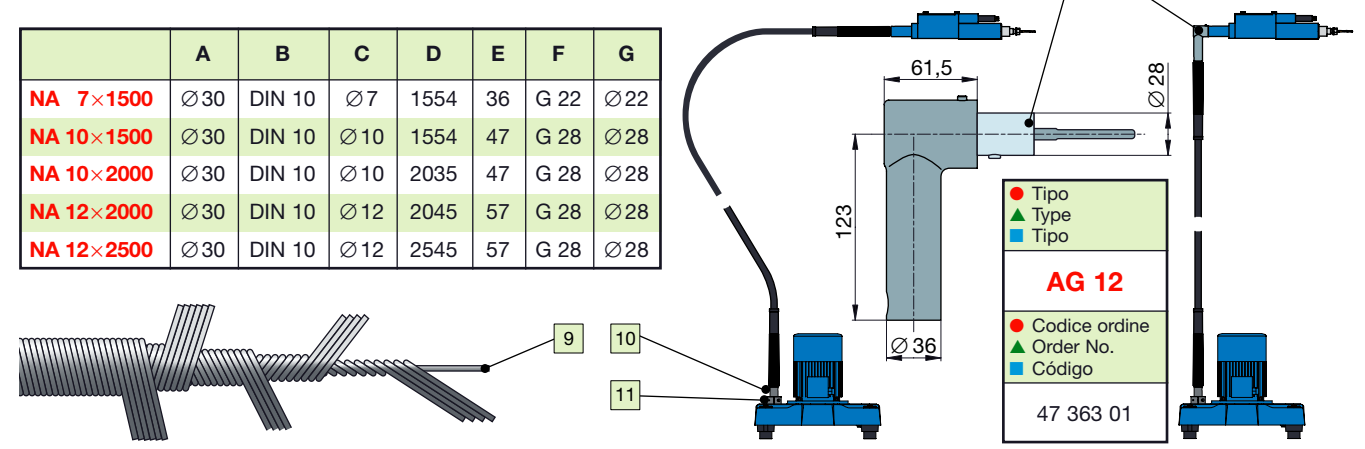 A B C D E F G
NA 7×1500 ∅30 DIN 10 ∅7 1554 36 G 22 ∅22
NA 10×1500 ∅30 DIN 10 ∅10 1554 47 G 28 ∅28
NA 10×2000 ∅30 DIN 10 ∅10 2035 47 G 28 ∅28
NA 12×2000 ∅30 DIN 10 ∅12 2045 57 G 28 ∅28
NA 12×2500 ∅30 DIN 10 ∅12 2545 57 G 28 ∅28
9
10
11
61,5
∅ 28
123
∅ 36
Tipo
Type
Tipo
AG 12
Codice ordine
Order No.
Código
47 363 01